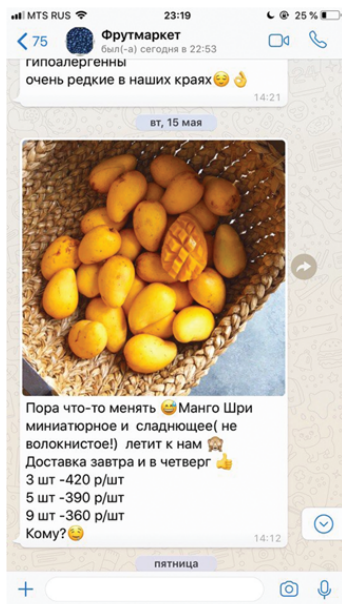 MTS RUS 23:19 25 %
75 Фрутмаркет
был(-а) сегодня в 22:53
гипоалергенны
очень редкие в наших краях😌👌
14:21
вт, 15 мая
Пора что-то менять 😅Манго Шри
миниатюрное и сладнющее( не
волокнистое!) летит к нам 🙊
Доставка завтра и в четверг 👍
3 шт -420 р/шт
5 шт -390 р/шт
9 шт -360 р/шт
Кому?😋
14:12
пятница